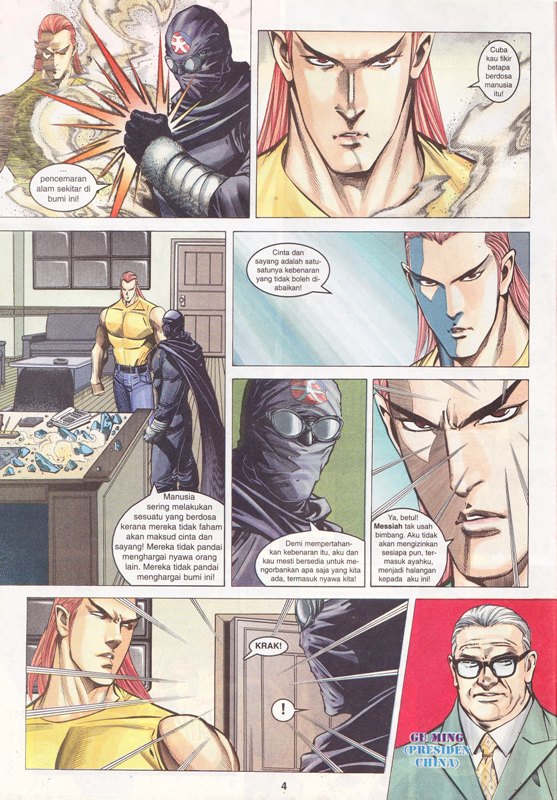 ...
pencemaran
alam sekitar di
bumi ini!
Cuba
kau fikir
betapa
berdosa
manusia
itu!
Cinta dan
sayang adalah satu-
satunya kebenaran
yang tidak boleh di-
abaikan!
Manusia
sering melakukan
sesuatu yang berdosa
kerana mereka tidak faham
akan maksud cinta dan
sayang! Mereka tidak pandai
menghargai nyawa orang
lain. Mereka tidak pandai
menghargai bumi ini!
Demi mempertahan-
kan kebenaran itu, aku dan
kau mesti bersedia untuk me-
ngorbankan apa saja yang kita
ada, termasuk nyawa kita!
Ya, betul!
Messiah tak usah
bimbang. Aku tidak
akan mengizinkan
sesiapa pun, ter-
masuk ayahku,
menjadi halangan
kepada aku ini!
KRAK!
!
GU MING
(PRESIDEN
CHINA)
4